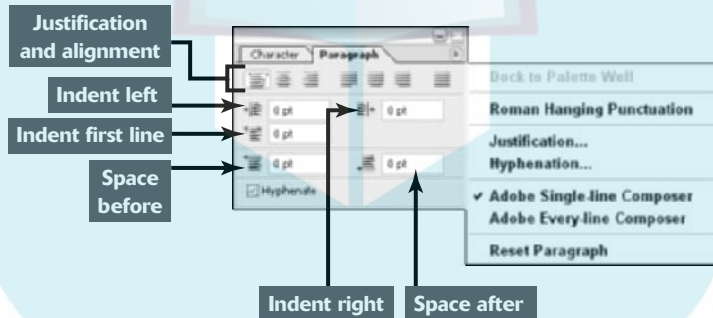 Justification
and alignment
Character
Paragraph
Dock to Palette Well
Indent left
0 pt
0 pt
Roman Hanging Punctuation
Indent first line
0 pt
Justification...
Hyphenation...
Space
before
0 pt
0 pt
Hyphenate
✔ Adobe Single-line Composer
Adobe Every-line Composer
Reset Paragraph
Indent right
Space after